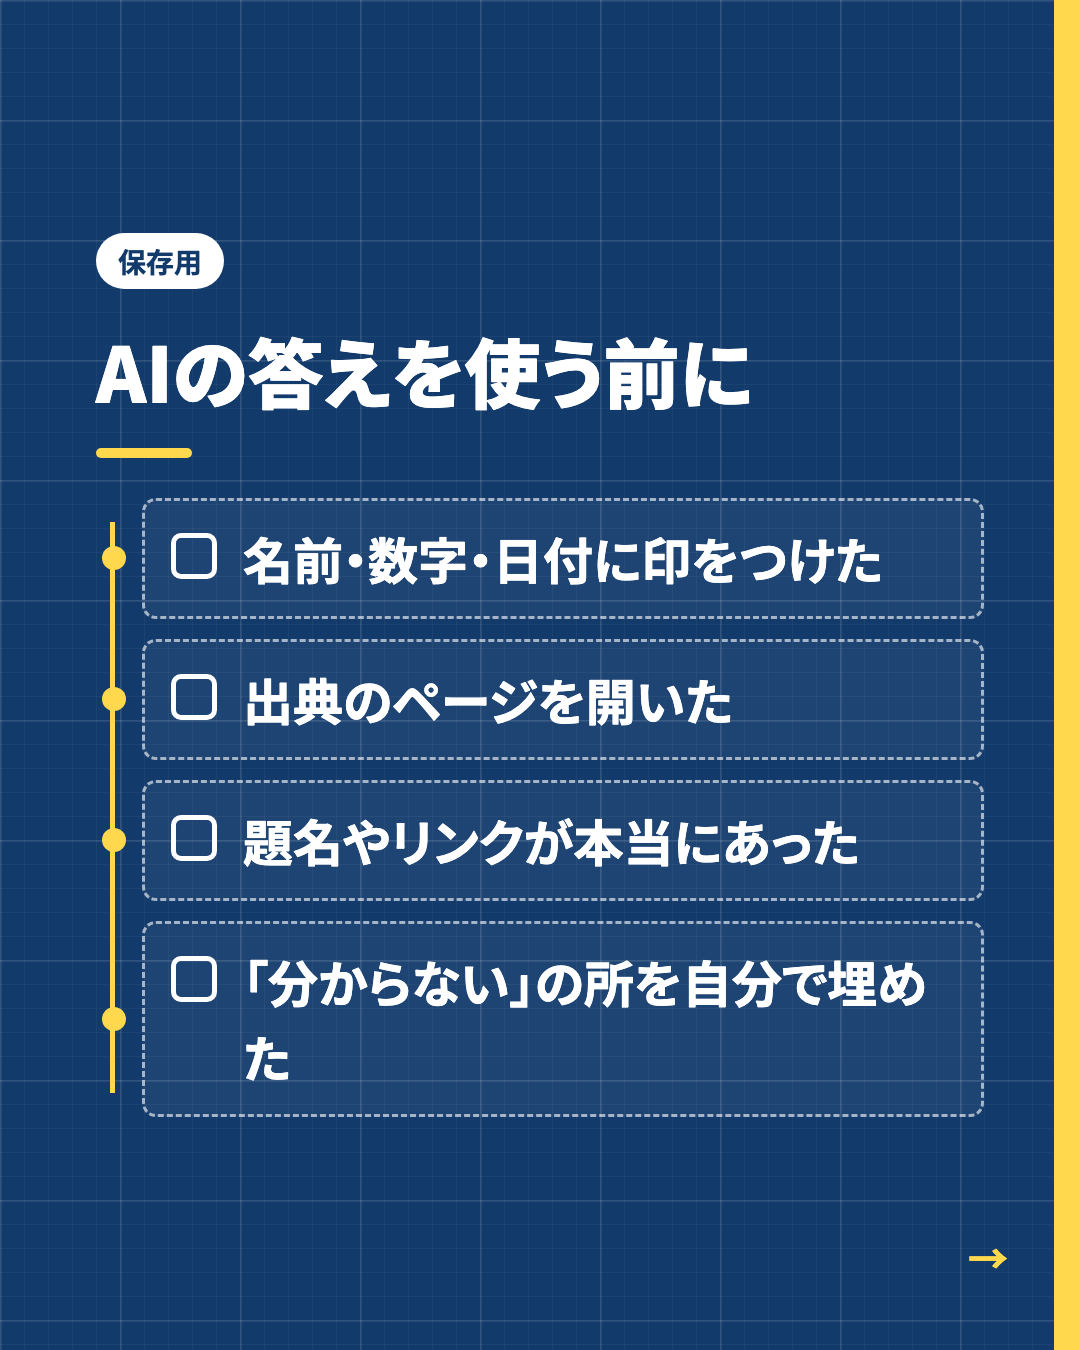 保存用
AIの答えを使う前に
名前・数字・日付に印をつけた
出典のページを開いた
題名やリンクが本当にあった
「分からない」の所を自分で埋め
た
→